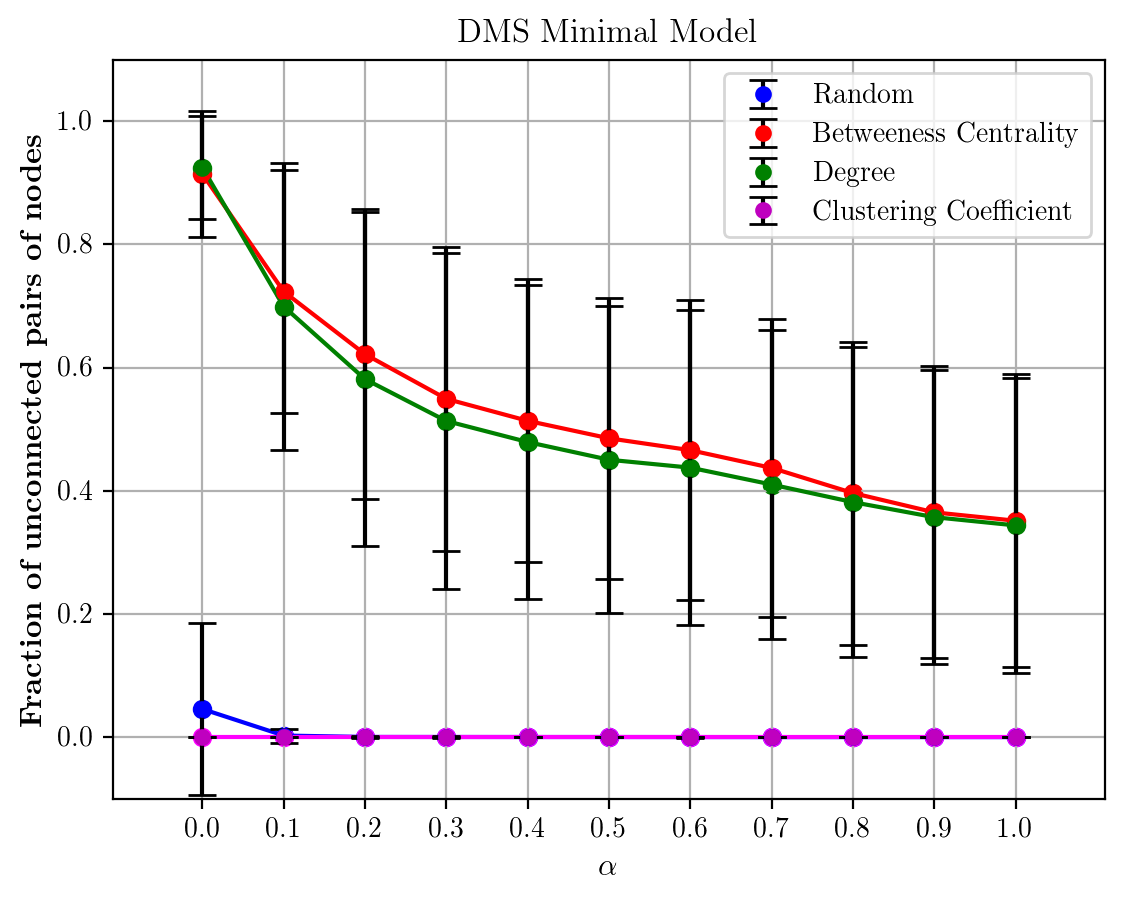 DMS Minimal Model
Random
Betweeness Centrality
Degree
Clustering Coefficient
Fraction of unconnected pairs of nodes
1.0
0.8
0.6
0.4
0.2
0.0
0.0 0.1 0.2 0.3 0.4 0.5 0.6 0.7 0.8 0.9 1.0
α